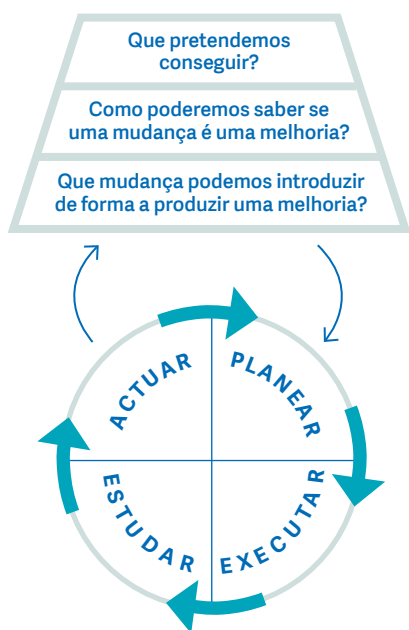 Que pretendemos
conseguir?
Como poderemos saber se
uma mudança é uma melhoria?
Que mudança podemos introduzir
de forma a produzir uma melhoria?
ACTUAR
PLANEAR
ESTUDAR
EXECUTAR